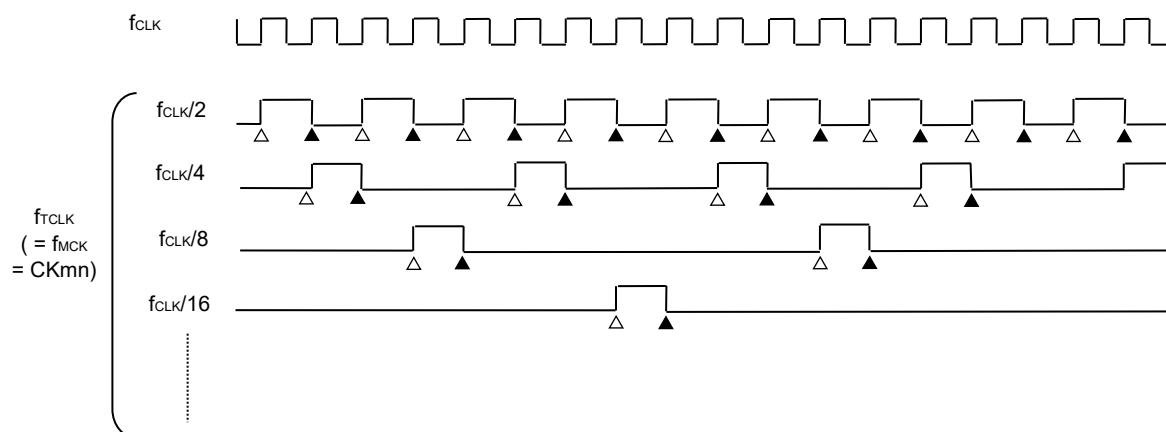 fCLK
fCLK/2
fCLK/4
fTCLK
( = fMCK
= CKmn)
fCLK/8
fCLK/16